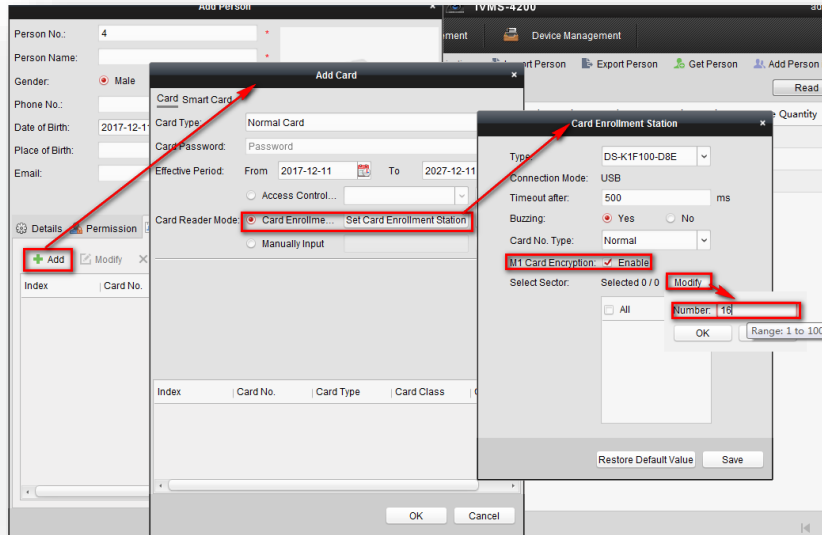 Add Person
×
iVMS-4200
ad
Person No.:
4
*
Person Name:
*
Gender:
Male
Phone No.:
Date of Birth:
2017-12-11
Place of Birth:
Email:
Details
Permission
Add
Modify
Index
Card No.
Device Management
Export Person
Get Person
Add Person
Read
Quantity
Add Card
×
Card
Smart Card
Card Type:
Normal Card
Card Password:
Password
Effective Period:
From
2017-12-11
To
2027-12-11
Access Control...
Card Reader Mode:
Card Enrollme...
Set Card Enrollment Station
Manually Input
Index
Card No.
Card Type
Card Class
OK
Cancel
Card Enrollment Station
×
Type:
DS-K1F100-D8E
Connection Mode:
USB
Timeout after:
500
ms
Buzzing:
Yes
No
Card No. Type:
Normal
M1 Card Encryption:
Enable
Select Sector:
Selected 0 / 0
Modify
All
Number:
16
OK
Range: 1 to 100
Restore Default Value
Save